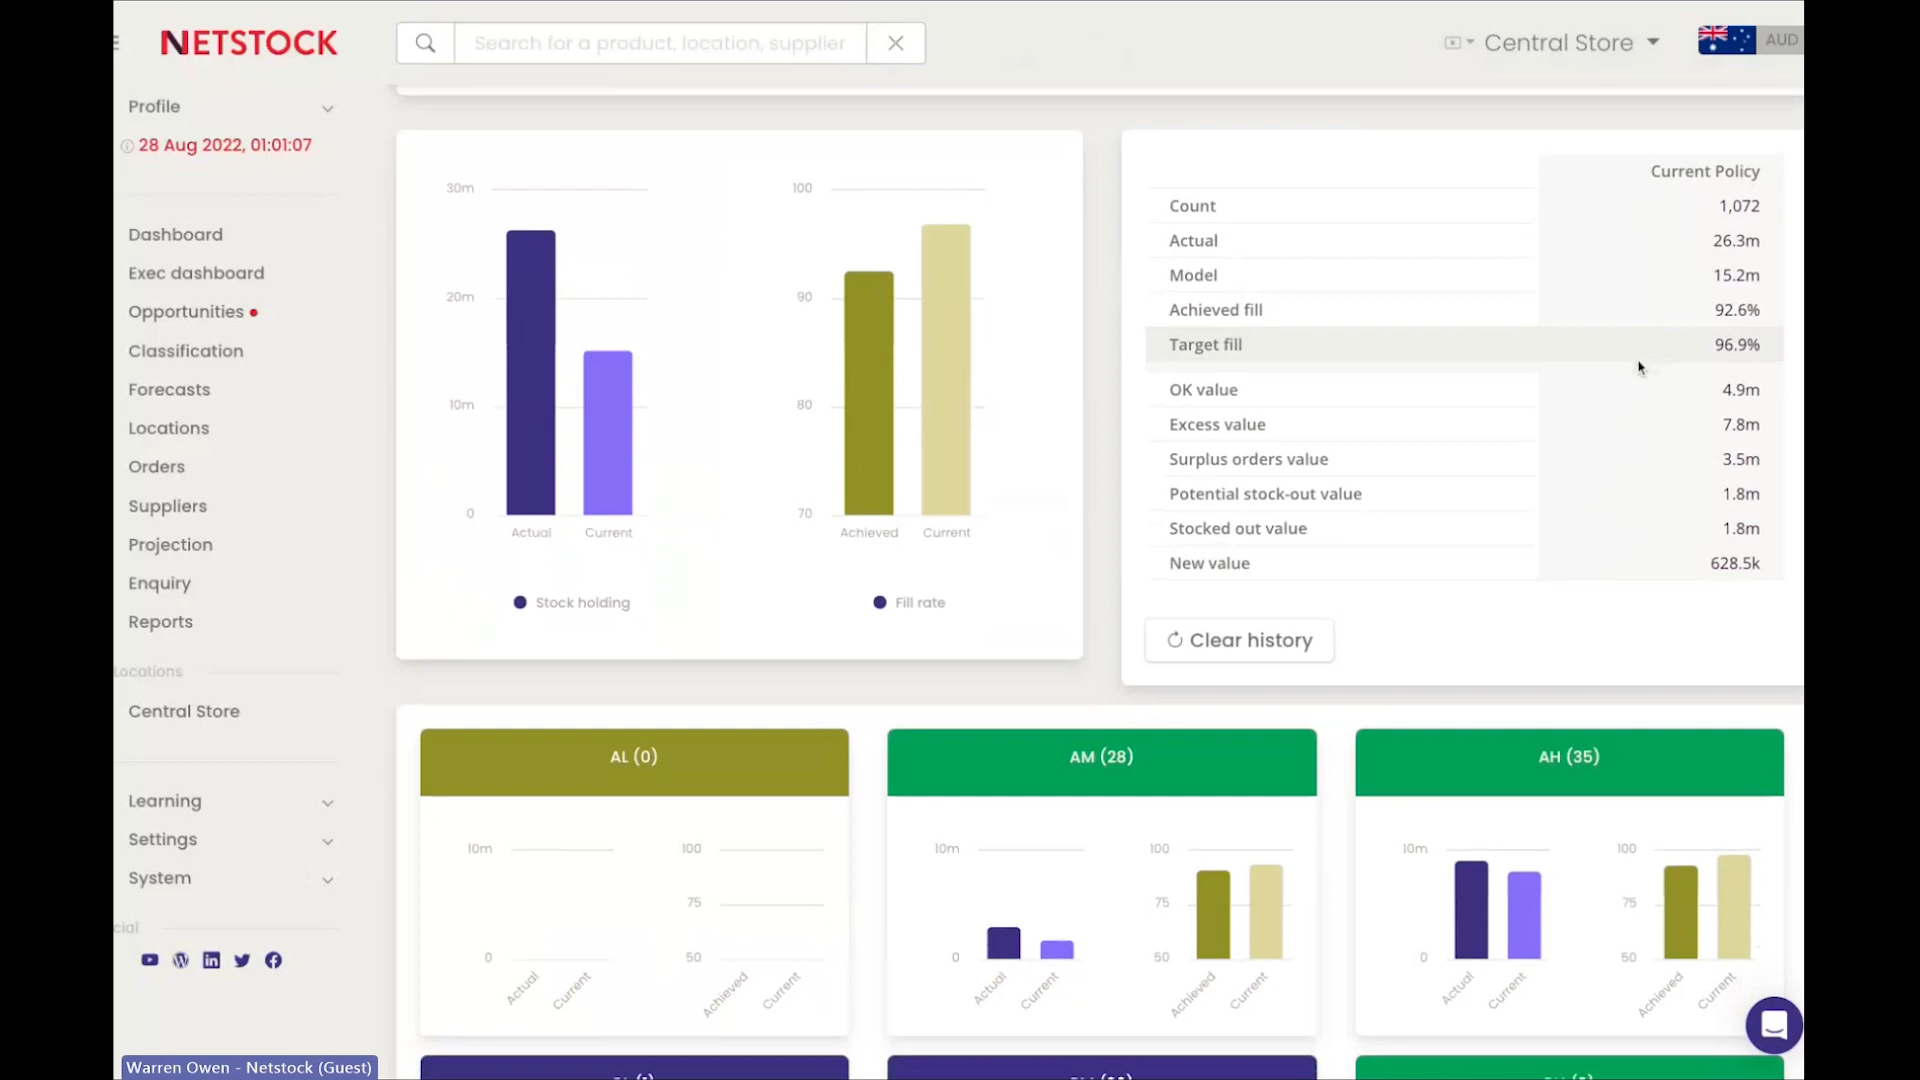 NETSTOCK
Search for a product, location, supplier
Central Store
AUD
Profile
28 Aug 2022, 01:01:07
Dashboard
Exec dashboard
Opportunities
Classification
Forecasts
Locations
Orders
Suppliers
Projection
Enquiry
Reports
Locations
Central Store
Learning
Settings
System
cial
30m
20m
10m
0
Actual
Current
Stock holding
100
90
80
70
Achieved
Current
Fill rate
Current Policy
Count 1,072
Actual 26.3m
Model 15.2m
Achieved fill 92.6%
Target fill 96.9%
OK value 4.9m
Excess value 7.8m
Surplus orders value 3.5m
Potential stock-out value 1.8m
Stocked out value 1.8m
New value 628.5k
Clear history
AL (0)
10m
0
Actual
Current
100
75
50
Achieved
Current
AM (28)
10m
0
Actual
Current
100
75
50
Achieved
Current
AH (35)
10m
0
Actual
Current
100
75
50
Achieved
Current
Warren Owen - Netstock (Guest)